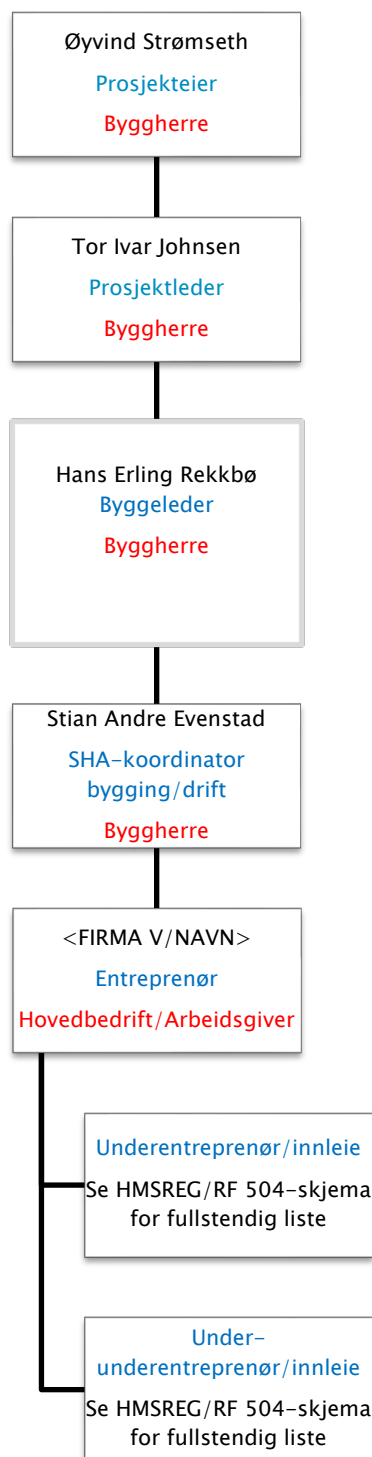 Øyvind Strømseth
Prosjekteier
Byggherre
Tor Ivar Johnsen
Prosjektleder
Byggherre
Hans Erling Rekkbø
Byggeleder
Byggherre
Stian Andre Evenstad
SHA-koordinator
bygging/drift
Byggherre
<FIRMA V/NAVN>
Entreprenør
Hovedbedrift/Arbeidsgiver
Underentreprenør/innleie
Se HMSREG/RF 504-skjema
for fullstendig liste
Under-
underentreprenør/innleie
Se HMSREG/RF 504-skjema
for fullstendig liste